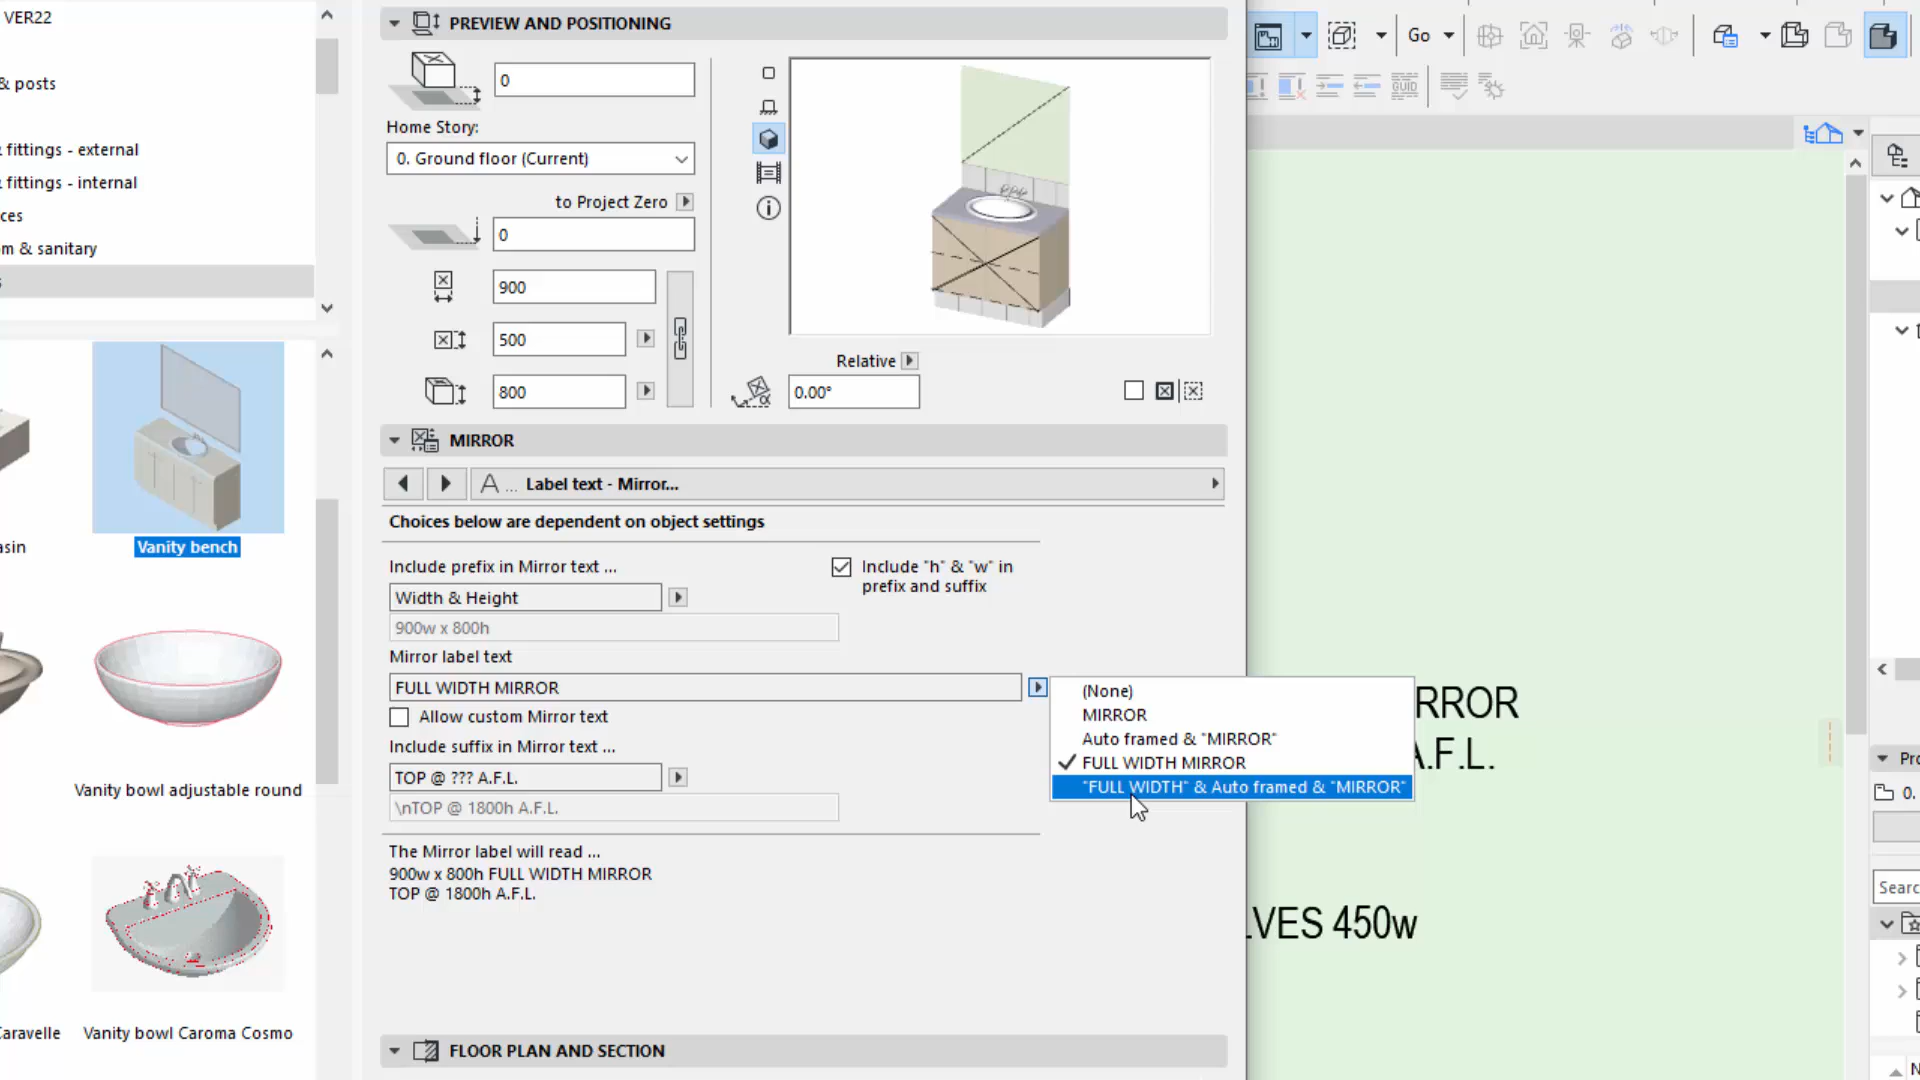 VER22
& posts
fittings - external
fittings - internal
ces
m & sanitary
Vanity bench
asin
Vanity bowl adjustable round
Caravelle
Vanity bowl Caroma Cosmo
PREVIEW AND POSITIONING
0
Home Story:
0. Ground floor (Current)
to Project Zero
0
900
500
800
Relative
0.00°
MIRROR
A ... Label text - Mirror...
Choices below are dependent on object settings
Include prefix in Mirror text ...
Include "h" & "w" in
prefix and suffix
Width & Height
900w x 800h
Mirror label text
FULL WIDTH MIRROR
Allow custom Mirror text
Include suffix in Mirror text ...
TOP @ ??? A.F.L.
\nTOP @ 1800h A.F.L.
The Mirror label will read ...
900w x 800h FULL WIDTH MIRROR
TOP @ 1800h A.F.L.
FLOOR PLAN AND SECTION
(None)
MIRROR
Auto framed & "MIRROR"
FULL WIDTH MIRROR
"FULL WIDTH" & Auto framed & "MIRROR"
Go
GUID
RROR
A.F.L.
LVES 450w
Pro
0.
Searc
N